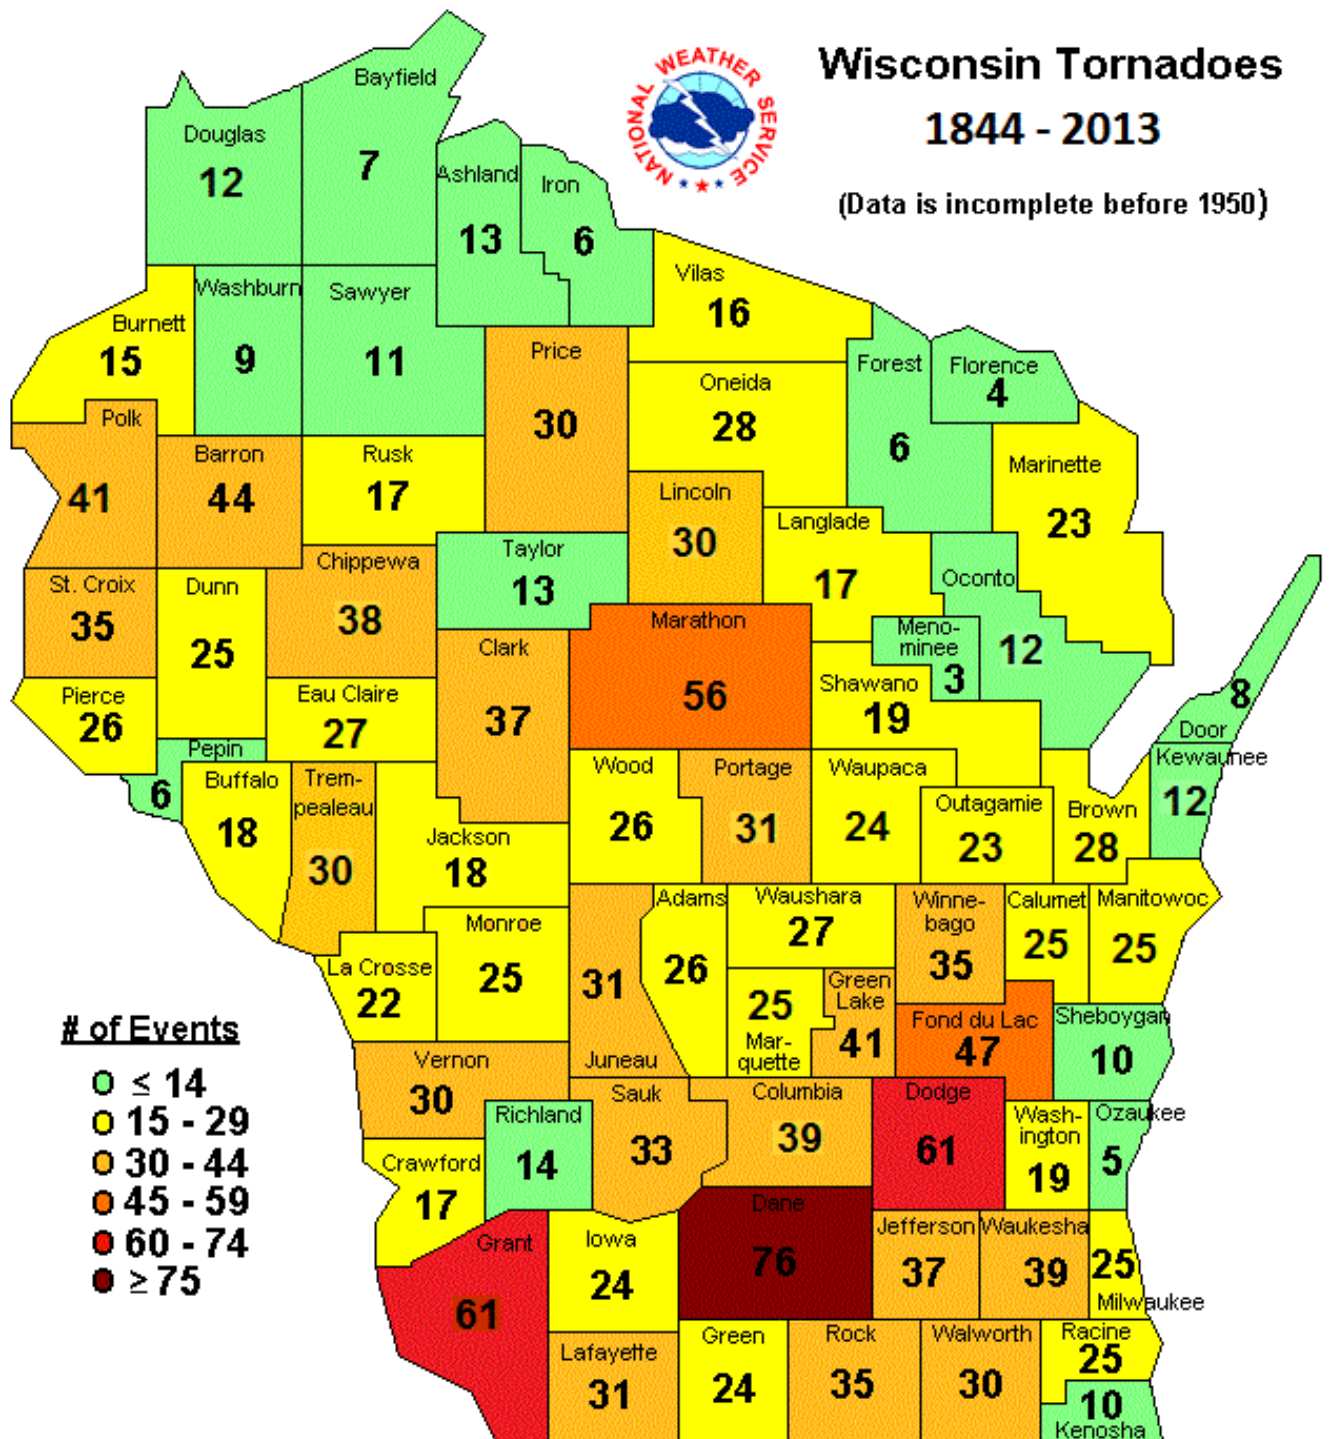 Wisconsin Tornadoes
1844 - 2013
(Data is incomplete before 1950)
NATIONAL WEATHER SERVICE
Bayfield
7
Douglas
12
Ashland
13
Iron
6
Vilas
16
Washburn
9
Sawyer
11
Burnett
15
Price
30
Oneida
28
Forest
6
Florence
4
Polk
41
Barron
44
Rusk
17
Lincoln
30
Langlade
17
Marinette
23
Chippewa
38
Taylor
13
Oconto
12
St. Croix
35
Dunn
25
Clark
37
Marathon
56
Meno-
minee
3
Shawano
19
Pierce
26
Eau Claire
27
8
Door
Pepin
6
Buffalo
18
Trem-
pealeau
30
Jackson
18
Wood
26
Portage
31
Waupaca
24
Outagamie
23
Brown
28
Kewaunee
12
Monroe
25
31
Juneau
Adams
26
Waushara
27
Winne-
bago
35
Calumet
25
Manitowoc
25
La Crosse
22
25
Mar-
quette
Green
Lake
41
Fond du Lac
47
Sheboygan
10
Vernon
30
Richland
14
Sauk
33
Columbia
39
Dodge
61
Wash-
ington
19
Ozaukee
5
Crawford
17
Grant
61
Iowa
24
Dane
76
Jefferson
37
Waukesha
39
25
Milwaukee
Lafayette
31
Green
24
Rock
35
Walworth
30
Racine
25
10
Kenosha
# of Events
≤ 14
15 - 29
30 - 44
45 - 59
60 - 74
≥ 75